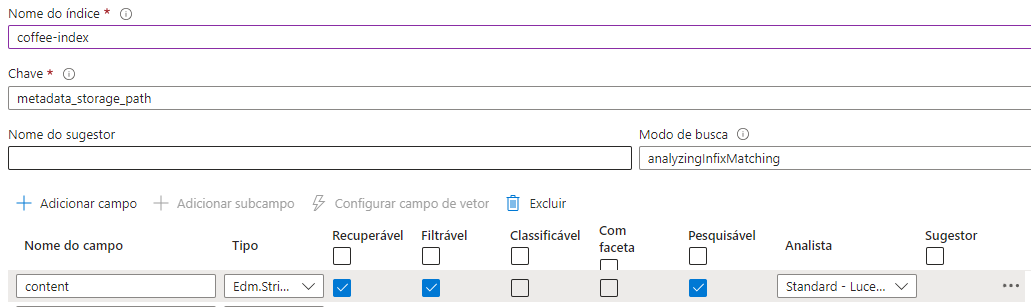 Nome do índice *
coffee-index
Chave *
metadata_storage_path
Nome do sugestor
Modo de busca
analyzingInfixMatching
Adicionar campo
Adicionar subcampo
Configurar campo de vetor
Excluir
Nome do campo
Tipo
Recuperável
Filtrável
Classificável
Com faceta
Pesquisável
Analista
Sugestor
content
Edm.Stri...
Standard - Luce...